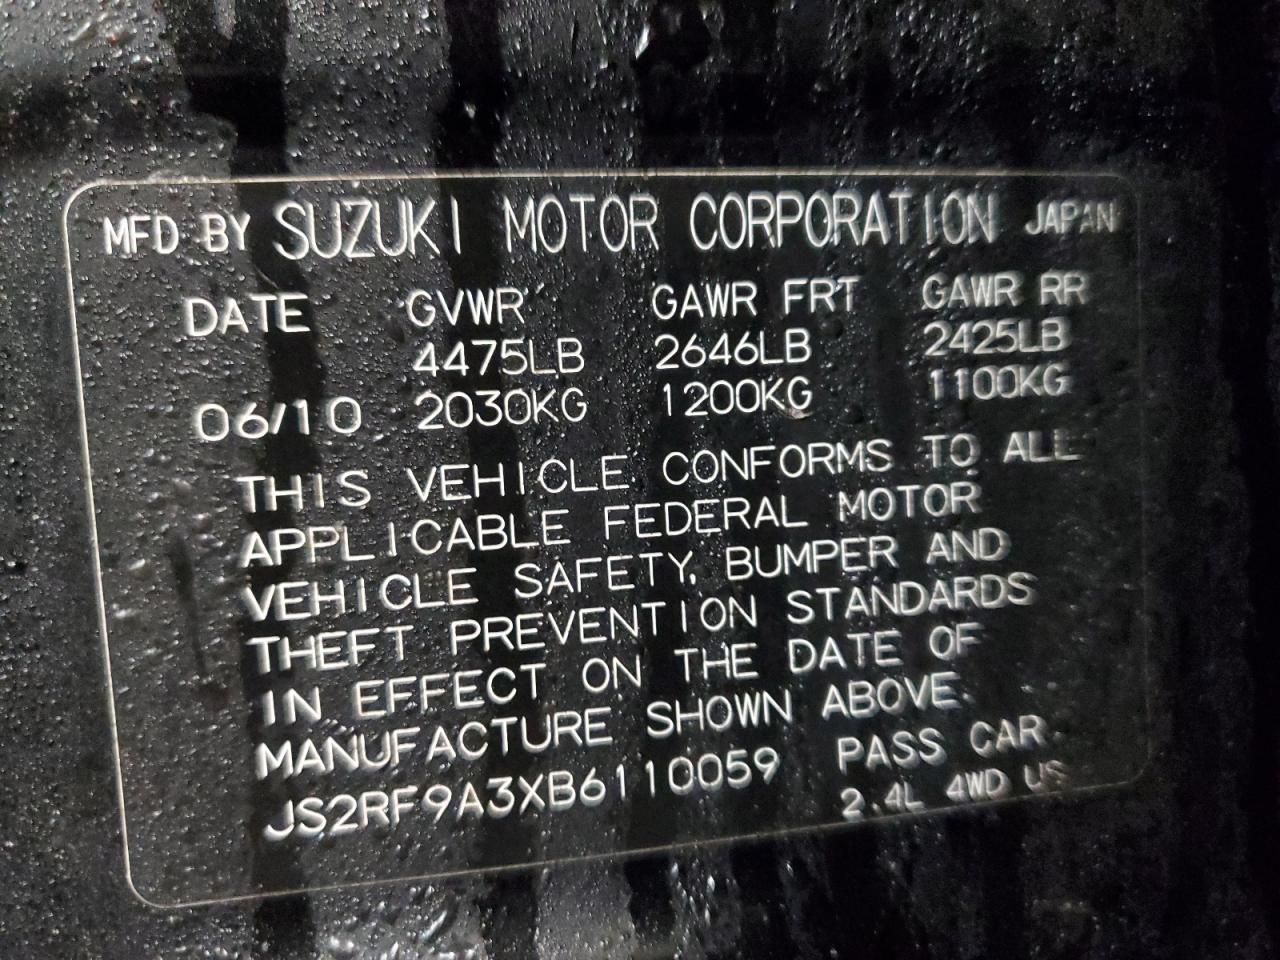 MFD BY SUZUKI MOTOR CORPORATION JAPAN
DATE GVWR GAWR FRT GAWR RR
4475LB 2646LB 2425LB
06/10 2030KG 1200KG 1100KG
THIS VEHICLE CONFORMS TO ALL
APPLICABLE FEDERAL MOTOR
VEHICLE SAFETY, BUMPER AND
THEFT PREVENTION STANDARDS
IN EFFECT ON THE DATE OF
MANUFACTURE SHOWN ABOVE.
JS2RF9A3XB6110059 PASS CAR
2.4L 4WD US